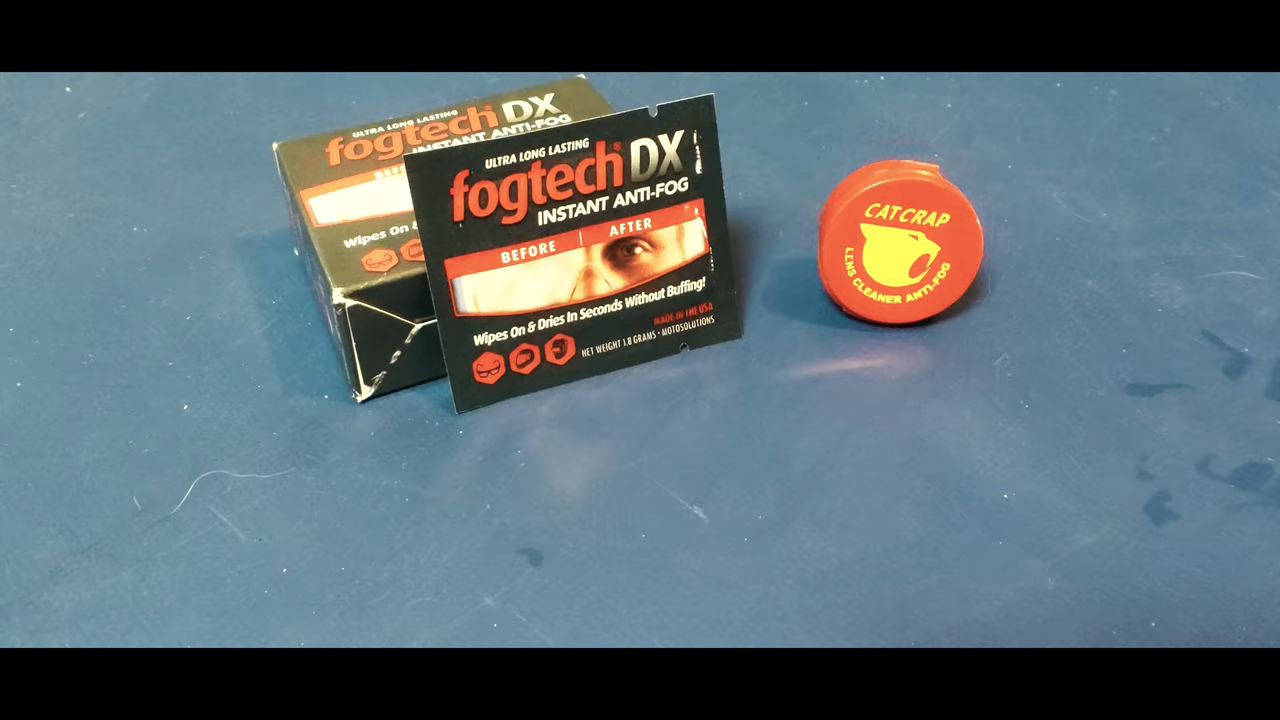 ULTRA LONG LASTING
fogtech DX
INSTANT ANTI-FOG
Wipes On &
ULTRA LONG LASTING
fogtech® DX
INSTANT ANTI-FOG
BEFORE | AFTER
Wipes On & Dries In Seconds Without Buffing!
MADE IN THE USA
NET WEIGHT 1.8 GRAMS • MOTOSOLUTIONS
CAT CRAP
LENS CLEANER ANTI-FOG